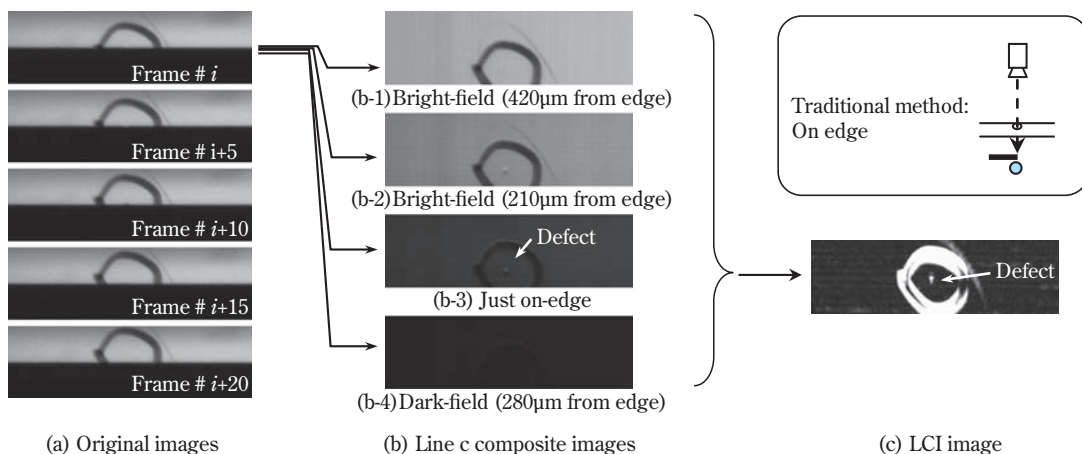 Frame # i
Frame # i+5
Frame # i+10
Frame # i+15
Frame # i+20
(a) Original images
(b-1)Bright-field (420µm from edge)
(b-2)Bright-field (210µm from edge)
Defect
(b-3) Just on-edge
(b-4)Dark-field (280µm from edge)
(b) Line c composite images
Traditional method:
On edge
Defect
(c) LCI image